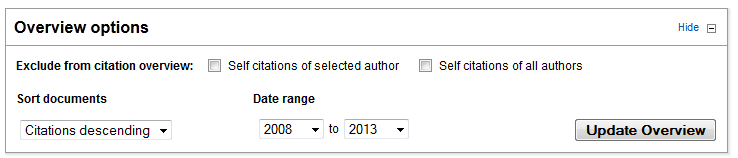 Overview options Hide
Exclude from citation overview: Self citations of selected author Self citations of all authors
Sort documents Date range
Citations descending 2008 to 2013 Update Overview